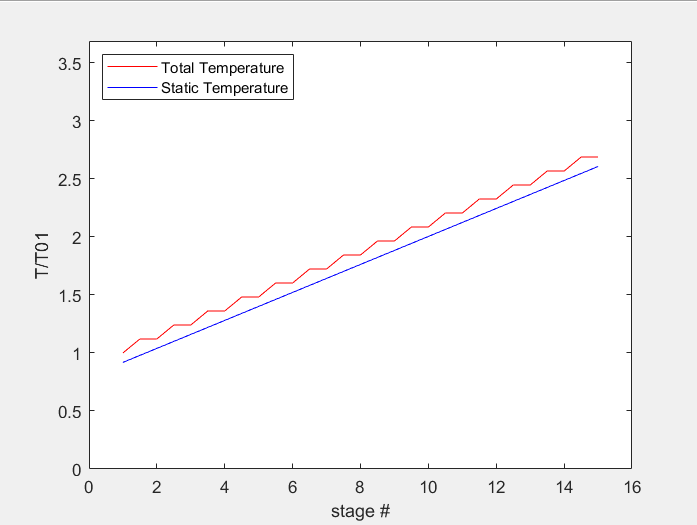 Total Temperature
Static Temperature
3.5
3
2.5
2
1.5
1
0.5
0
T/T01
0 2 4 6 8 10 12 14 16
stage #